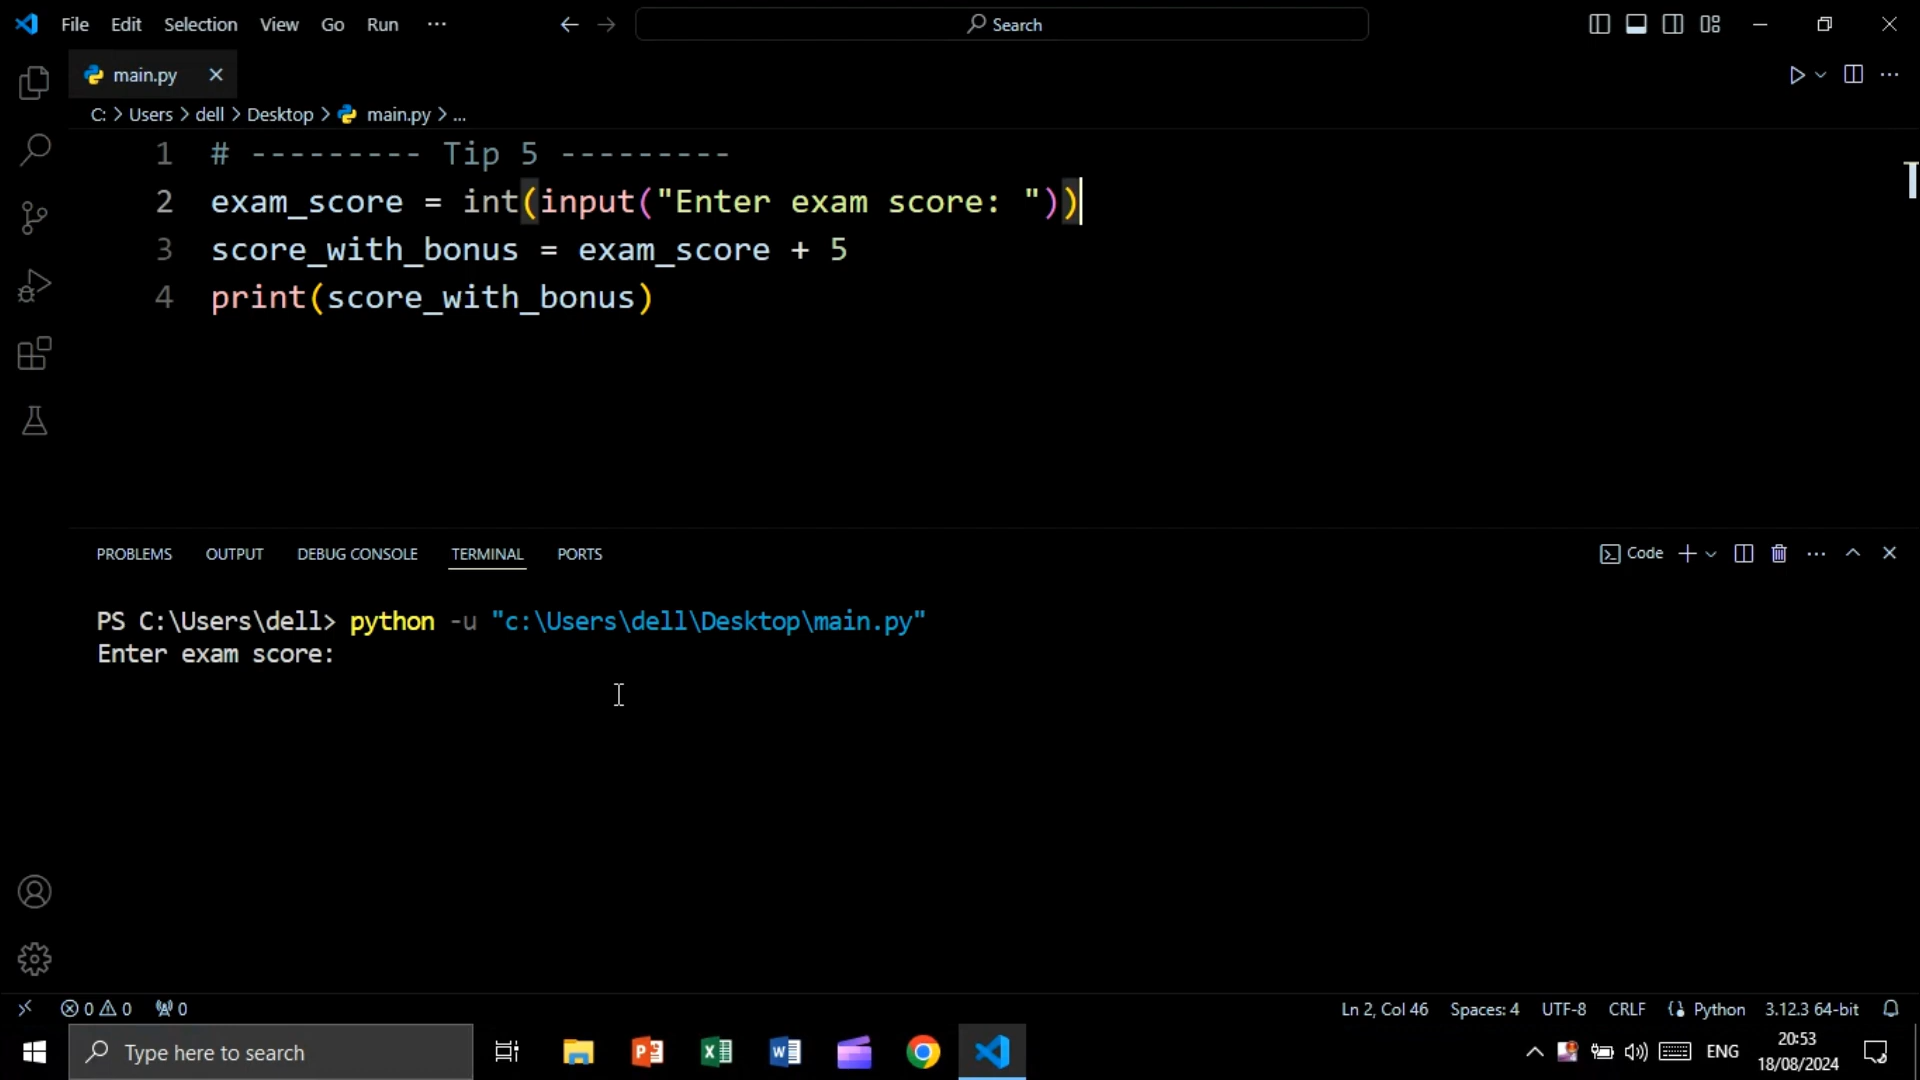 File Edit Selection View Go Run ···
Search
main.py
C: > Users > dell > Desktop > main.py > ...
1 # --------- Tip 5 ---------
2 exam_score = int(input("Enter exam score: "))
3 score_with_bonus = exam_score + 5
4 print(score_with_bonus)
PROBLEMS OUTPUT DEBUG CONSOLE TERMINAL PORTS
Code
PS C:\Users\dell> python -u "c:\Users\dell\Desktop\main.py"
Enter exam score:
0 0 0
Ln 2, Col 46 Spaces: 4 UTF-8 CRLF Python 3.12.3 64-bit
Type here to search
ENG
20:53
18/08/2024